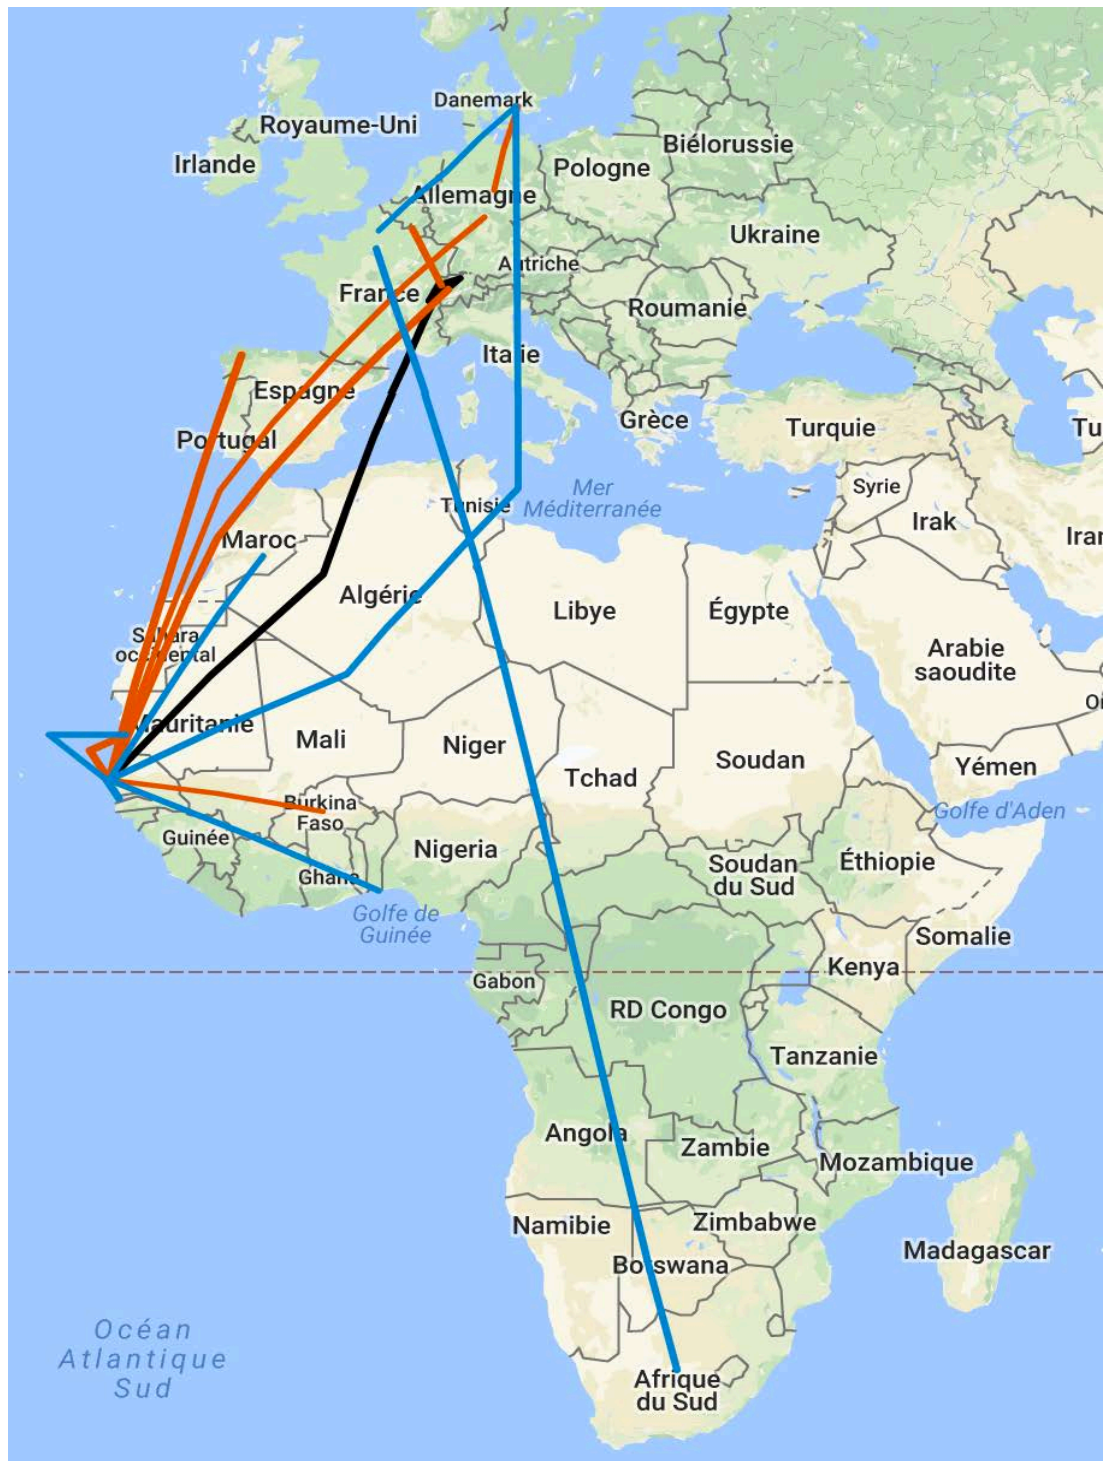 Danemark
Royaume-Uni
Irlande
Biélorussie
Pologne
Allemagne
Ukraine
Autriche
France
Roumanie
Italie
Espagne
Grèce
Portugal
Turquie
Tu
Mer
Méditerranée
Syrie
Tunisie
Irak
Iran
Maroc
Algérie
Libye
Égypte
Sahara
occidental
Arabie
saoudite
Mauritanie
Mali
Niger
Tchad
Soudan
Yémen
Burkina
Faso
Golfe d'Aden
Guinée
Nigeria
Soudan
du Sud
Éthiopie
Ghana
Golfe de
Guinée
Somalie
Gabon
Kenya
RD Congo
Tanzanie
Angola
Zambie
Mozambique
Namibie
Zimbabwe
Botswana
Madagascar
Océan
Atlantique
Sud
Afrique
du Sud